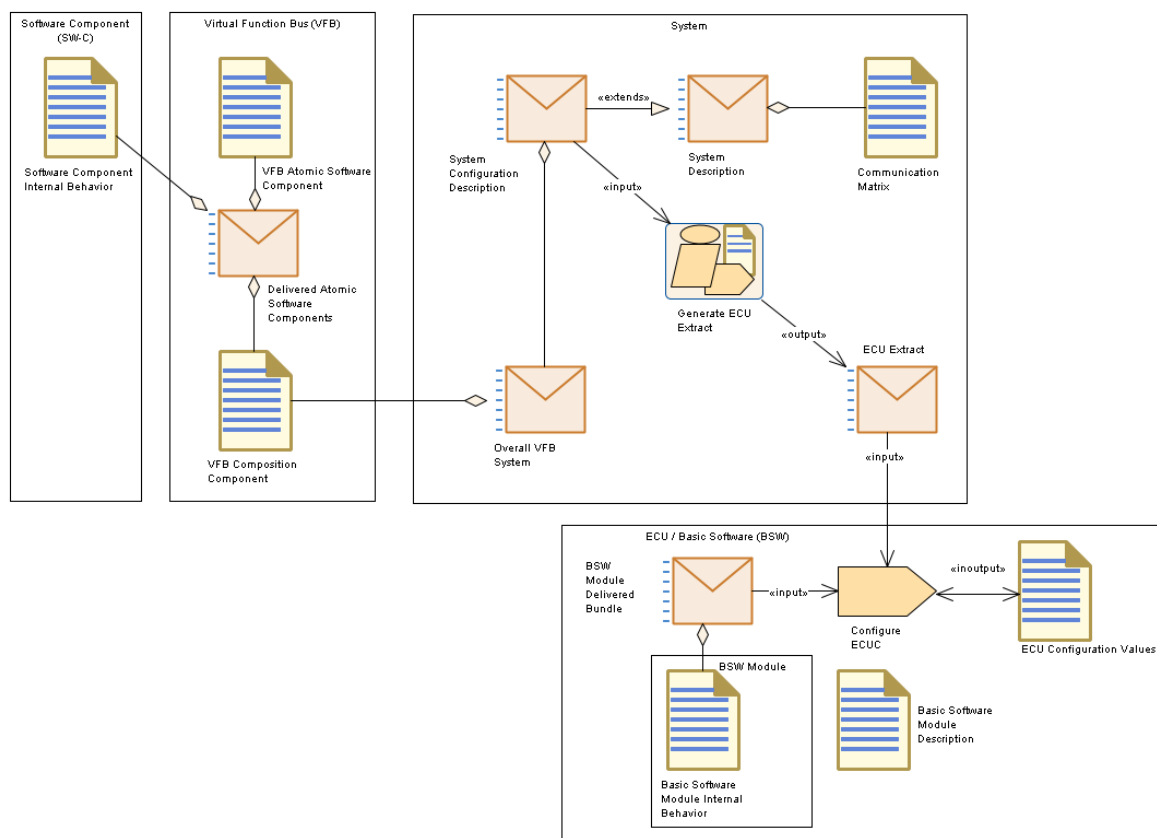 Software Component
(SW-C)
Virtual Function Bus (VFB)
System
Software Component
Internal Behavior
VFB Atomic Software
Component
«extends»
System
Configuration
Description
System
Description
Communication
Matrix
«input»
Delivered Atomic
Software
Components
Generate ECU
Extract
«output»
ECU Extract
VFB Composition
Component
Overall VFB
System
«input»
ECU / Basic Software (BSW)
BSW
Module
Delivered
Bundle
«input»
«inoutput»
Configure
ECUC
ECU Configuration Values
BSW Module
Basic Software
Module
Description
Basic Software
Module Internal
Behavior